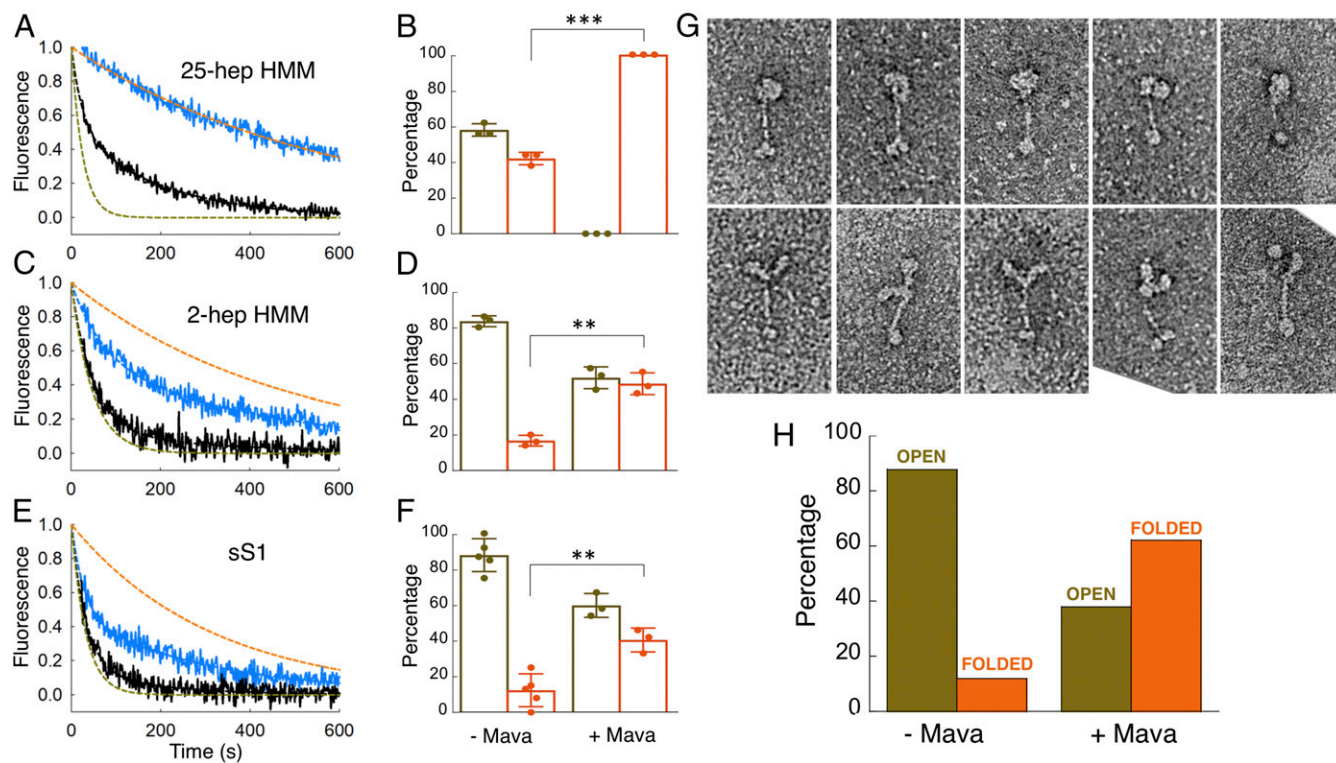 A
1.0
0.8
0.6
0.4
0.2
0.0
Fluorescence
25-hep HMM
0 200 400 600
B
***
100
80
60
40
20
0
Percentage
C
1.0
0.8
0.6
0.4
0.2
0.0
Fluorescence
2-hep HMM
0 200 400 600
D
**
100
80
60
40
20
0
Percentage
E
1.0
0.8
0.6
0.4
0.2
0.0
Fluorescence
sS1
0 200 400 600
Time (s)
F
**
100
80
60
40
20
0
Percentage
- Mava + Mava
G
H
100
80
60
40
20
0
Percentage
OPEN
FOLDED
OPEN
FOLDED
- Mava + Mava